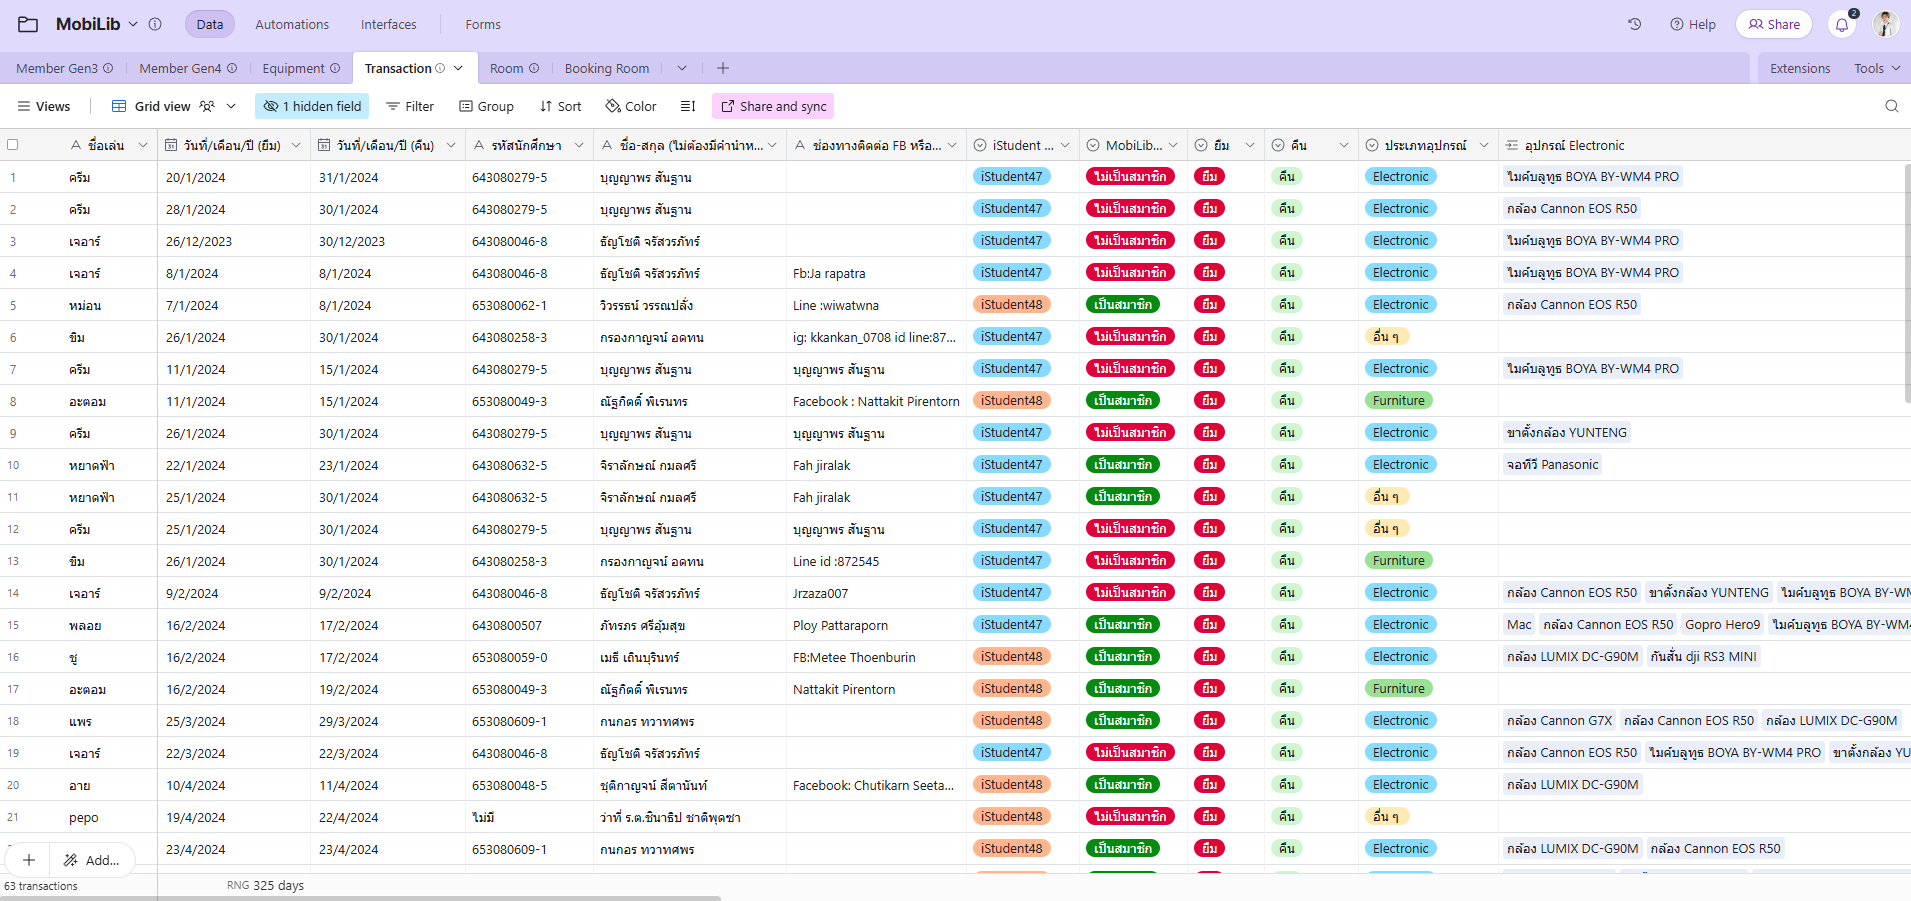 MobiLib Data Automations Interfaces Forms Help Share 2
Member Gen3 Member Gen4 Equipment Transaction Room Booking Room Extensions Tools
Views Grid view 1 hidden field Filter Group Sort Color Share and sync
ชื่อเล่น วันที่/เดือน/ปี (ยืม) วันที่/เดือน/ปี (คืน) รหัสนักศึกษา ชื่อ-สกุล (ไม่ต้องมีคำนำห... ช่องทางติดต่อ FB หรือ... iStudent ... MobiLib... ยืม คืน ประเภทอุปกรณ์ อุปกรณ์ Electronic
1 ครีม 20/1/2024 31/1/2024 643080279-5 บุญญาพร สันฐาน iStudent47 ไม่เป็นสมาชิก ยืม คืน Electronic ไมค์บลูทูธ BOYA BY-WM4 PRO
2 ครีม 28/1/2024 30/1/2024 643080279-5 บุญญาพร สันฐาน iStudent47 ไม่เป็นสมาชิก ยืม คืน Electronic กล้อง Cannon EOS R50
3 เจอาร์ 26/12/2023 30/12/2023 643080046-8 ธัญโชติ จรัสวรภัทร์ iStudent47 ไม่เป็นสมาชิก ยืม คืน Electronic ไมค์บลูทูธ BOYA BY-WM4 PRO
4 เจอาร์ 8/1/2024 8/1/2024 643080046-8 ธัญโชติ จรัสวรภัทร์ Fb:Ja rapatra iStudent47 ไม่เป็นสมาชิก ยืม คืน Electronic ไมค์บลูทูธ BOYA BY-WM4 PRO
5 หม่อน 7/1/2024 8/1/2024 653080062-1 วิวรรธน์ วรรณปลั่ง Line :wiwatwna iStudent48 เป็นสมาชิก ยืม คืน Electronic กล้อง Cannon EOS R50
6 ขิม 26/1/2024 30/1/2024 643080258-3 กรองกาญจน์ อดทน ig: kkankan_0708 id line:87... iStudent47 ไม่เป็นสมาชิก ยืม คืน อื่น ๆ
7 ครีม 11/1/2024 15/1/2024 643080279-5 บุญญาพร สันฐาน บุญญาพร สันฐาน iStudent47 ไม่เป็นสมาชิก ยืม คืน Electronic ไมค์บลูทูธ BOYA BY-WM4 PRO
8 อะตอม 11/1/2024 15/1/2024 653080049-3 ณัฐกิตติ์ พิเรนทร Facebook : Nattakit Pirentorn iStudent48 เป็นสมาชิก ยืม คืน Furniture
9 ครีม 26/1/2024 30/1/2024 643080279-5 บุญญาพร สันฐาน บุญญาพร สันฐาน iStudent47 ไม่เป็นสมาชิก ยืม คืน Electronic ขาตั้งกล้อง YUNTENG
10 หยาดฟ้า 22/1/2024 23/1/2024 643080632-5 จิราลักษณ์ กมลศรี Fah jiralak iStudent47 เป็นสมาชิก ยืม คืน Electronic จอทีวี Panasonic
11 หยาดฟ้า 25/1/2024 30/1/2024 643080632-5 จิราลักษณ์ กมลศรี Fah jiralak iStudent47 เป็นสมาชิก ยืม คืน อื่น ๆ
12 ครีม 25/1/2024 30/1/2024 643080279-5 บุญญาพร สันฐาน บุญญาพร สันฐาน iStudent47 ไม่เป็นสมาชิก ยืม คืน อื่น ๆ
13 ขิม 26/1/2024 30/1/2024 643080258-3 กรองกาญจน์ อดทน Line id :872545 iStudent47 ไม่เป็นสมาชิก ยืม คืน Furniture
14 เจอาร์ 9/2/2024 9/2/2024 643080046-8 ธัญโชติ จรัสวรภัทร์ Jrzaza007 iStudent47 ไม่เป็นสมาชิก ยืม คืน Electronic กล้อง Cannon EOS R50 ขาตั้งกล้อง YUNTENG ไมค์บลูทูธ BOYA BY-WM
15 พลอย 16/2/2024 17/2/2024 6430800507 ภัทรภร ศรีอุ้มสุข Ploy Pattaraporn iStudent47 เป็นสมาชิก ยืม คืน Electronic Mac กล้อง Cannon EOS R50 Gopro Hero9 ไมค์บลูทูธ BOYA BY-WM4
16 ชู 16/2/2024 17/2/2024 653080059-0 เมธี เถินบุรินทร์ FB:Metee Thoenburin iStudent48 เป็นสมาชิก ยืม คืน Electronic กล้อง LUMIX DC-G90M กันสั่น dji RS3 MINI
17 อะตอม 16/2/2024 19/2/2024 653080049-3 ณัฐกิตติ์ พิเรนทร Nattakit Pirentorn iStudent48 เป็นสมาชิก ยืม คืน Furniture
18 แพร 25/3/2024 29/3/2024 653080609-1 กนกอร ทวาทศพร iStudent48 เป็นสมาชิก ยืม คืน Electronic กล้อง Cannon G7X กล้อง Cannon EOS R50 กล้อง LUMIX DC-G90M
19 เจอาร์ 22/3/2024 22/3/2024 643080046-8 ธัญโชติ จรัสวรภัทร์ iStudent47 ไม่เป็นสมาชิก ยืม คืน Electronic กล้อง Cannon EOS R50 ไมค์บลูทูธ BOYA BY-WM4 PRO ขาตั้งกล้อง YU
20 อาย 10/4/2024 11/4/2024 653080048-5 ชุติกาญจน์ สีตานันท์ Facebook: Chutikarn Seeta... iStudent48 เป็นสมาชิก ยืม คืน Electronic กล้อง LUMIX DC-G90M
21 pepo 19/4/2024 22/4/2024 ไม่มี ว่าที่ ร.ต.ชินาธิป ชาติพุดซา iStudent48 ไม่เป็นสมาชิก ยืม คืน อื่น ๆ
23/4/2024 23/4/2024 653080609-1 กนกอร ทวาทศพร iStudent48 เป็นสมาชิก ยืม คืน Electronic กล้อง LUMIX DC-G90M กล้อง Cannon EOS R50
Add...
63 transactions RNG 325 days